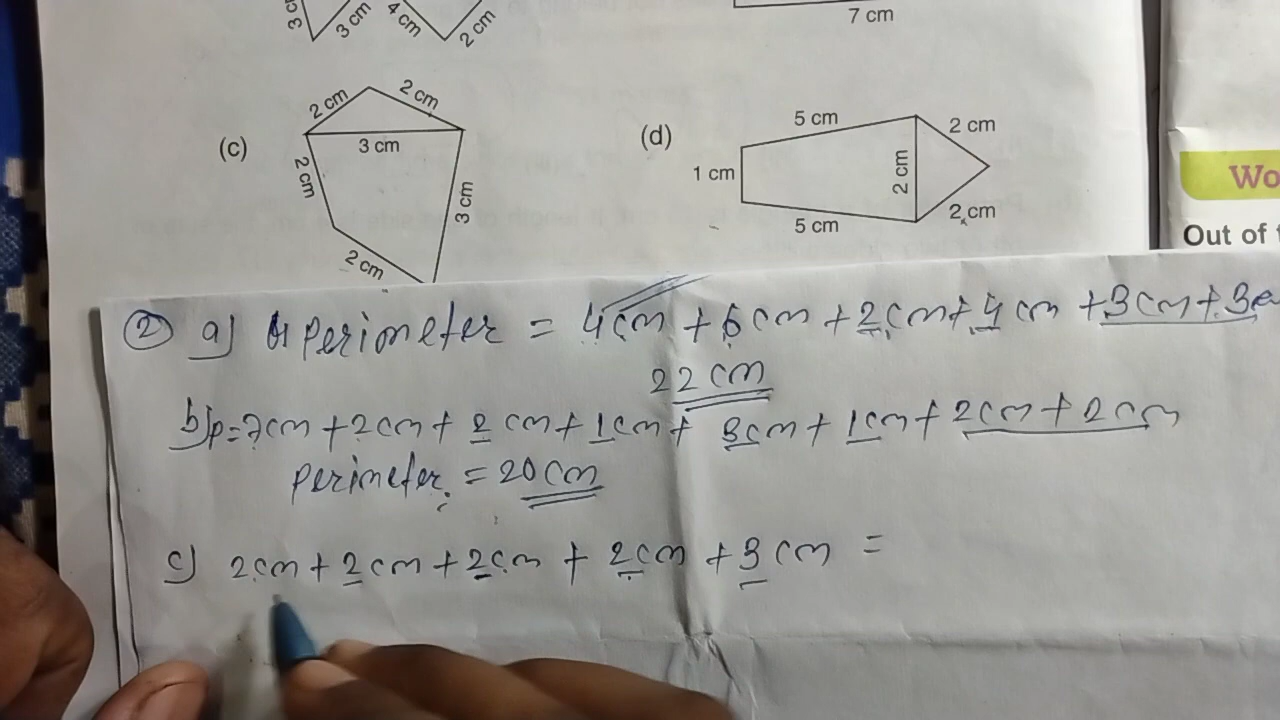 3 cm 4 cm 2 cm
7 cm
(c) 2 cm 2 cm
3 cm
2 cm 3 cm
2 cm
(d) 5 cm 2 cm
1 cm 2 cm
5 cm 2 cm
Wo
Out of
② a) perimeter = 4cm + 6cm + 2cm + 4cm + 3cm + 3c
22 cm
b) p = 7cm + 2cm + 2cm + 1cm + 3cm + 1cm + 2cm + 2cm
perimeter = 20cm
c) 2cm + 2cm + 2cm + 2cm + 3cm =